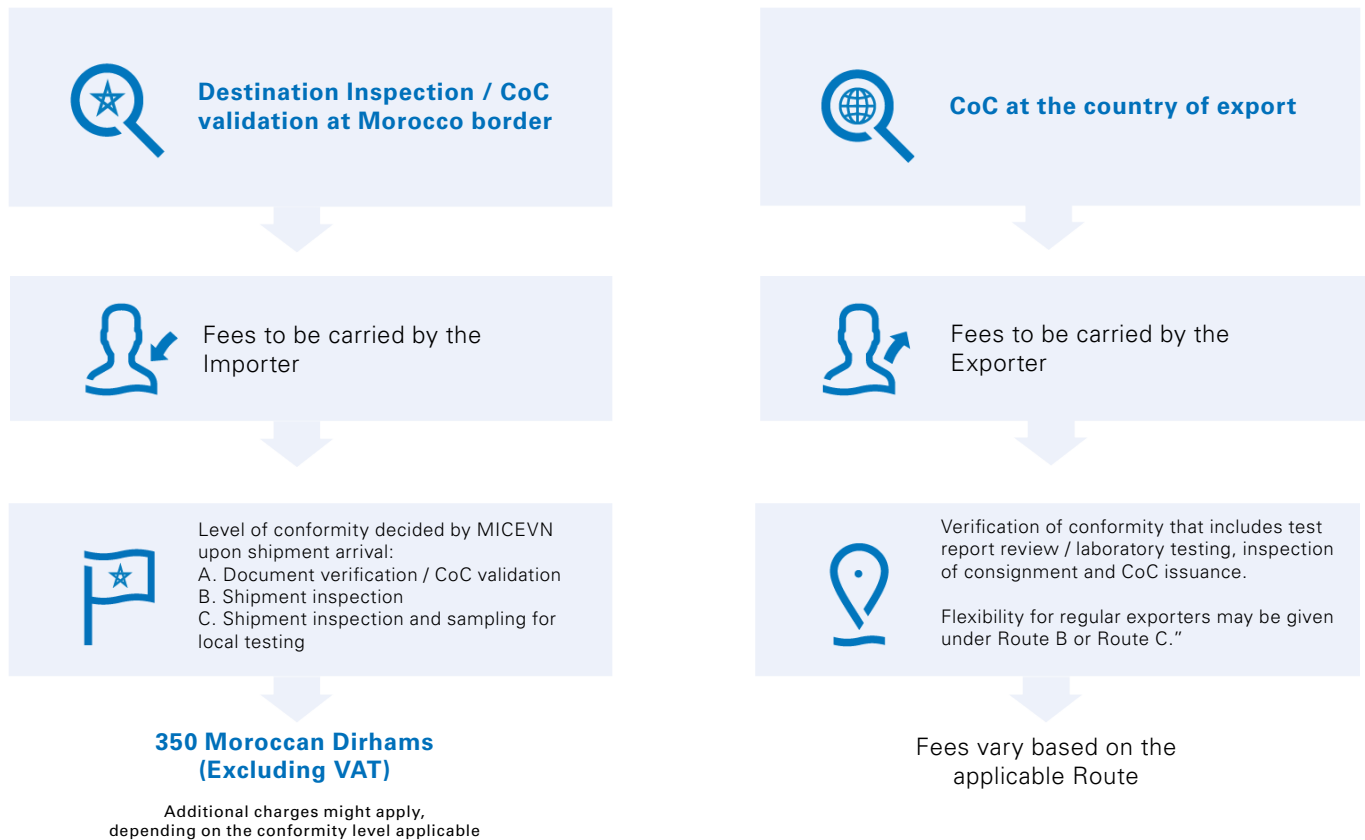 Destination Inspection / CoC
validation at Morocco border
Fees to be carried by the
Importer
Level of conformity decided by MICEVN
upon shipment arrival:
A. Document verification / CoC validation
B. Shipment inspection
C. Shipment inspection and sampling for
local testing
350 Moroccan Dirhams
(Excluding VAT)
Additional charges might apply,
depending on the conformity level applicable
CoC at the country of export
Fees to be carried by the
Exporter
Verification of conformity that includes test
report review / laboratory testing, inspection
of consignment and CoC issuance.
Flexibility for regular exporters may be given
under Route B or Route C.”
Fees vary based on the
applicable Route